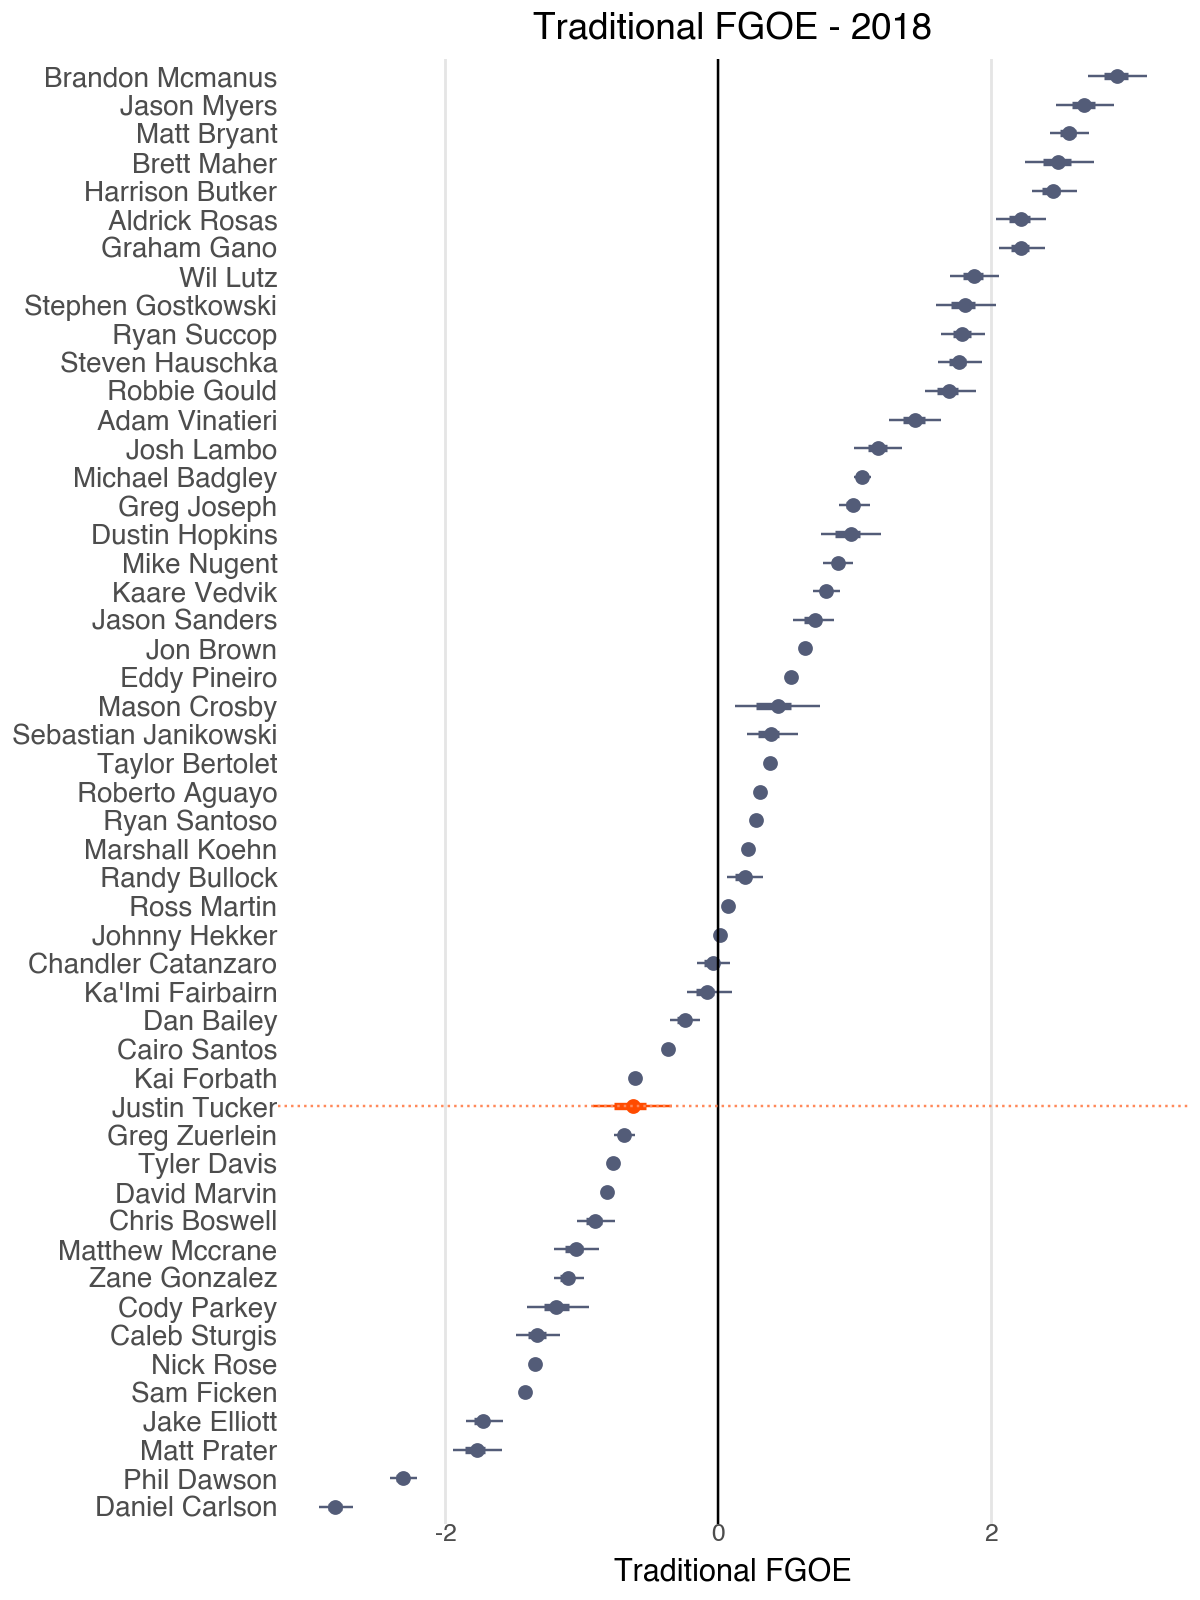 Traditional FGOE - 2018
Brandon Mcmanus
Jason Myers
Matt Bryant
Brett Maher
Harrison Butker
Aldrick Rosas
Graham Gano
Wil Lutz
Stephen Gostkowski
Ryan Succop
Steven Hauschka
Robbie Gould
Adam Vinatieri
Josh Lambo
Michael Badgley
Greg Joseph
Dustin Hopkins
Mike Nugent
Kaare Vedvik
Jason Sanders
Jon Brown
Eddy Pineiro
Mason Crosby
Sebastian Janikowski
Taylor Bertolet
Roberto Aguayo
Ryan Santoso
Marshall Koehn
Randy Bullock
Ross Martin
Johnny Hekker
Chandler Catanzaro
Ka'Imi Fairbairn
Dan Bailey
Cairo Santos
Kai Forbath
Justin Tucker
Greg Zuerlein
Tyler Davis
David Marvin
Chris Boswell
Matthew Mccrane
Zane Gonzalez
Cody Parkey
Caleb Sturgis
Nick Rose
Sam Ficken
Jake Elliott
Matt Prater
Phil Dawson
Daniel Carlson
-2 0 2
Traditional FGOE